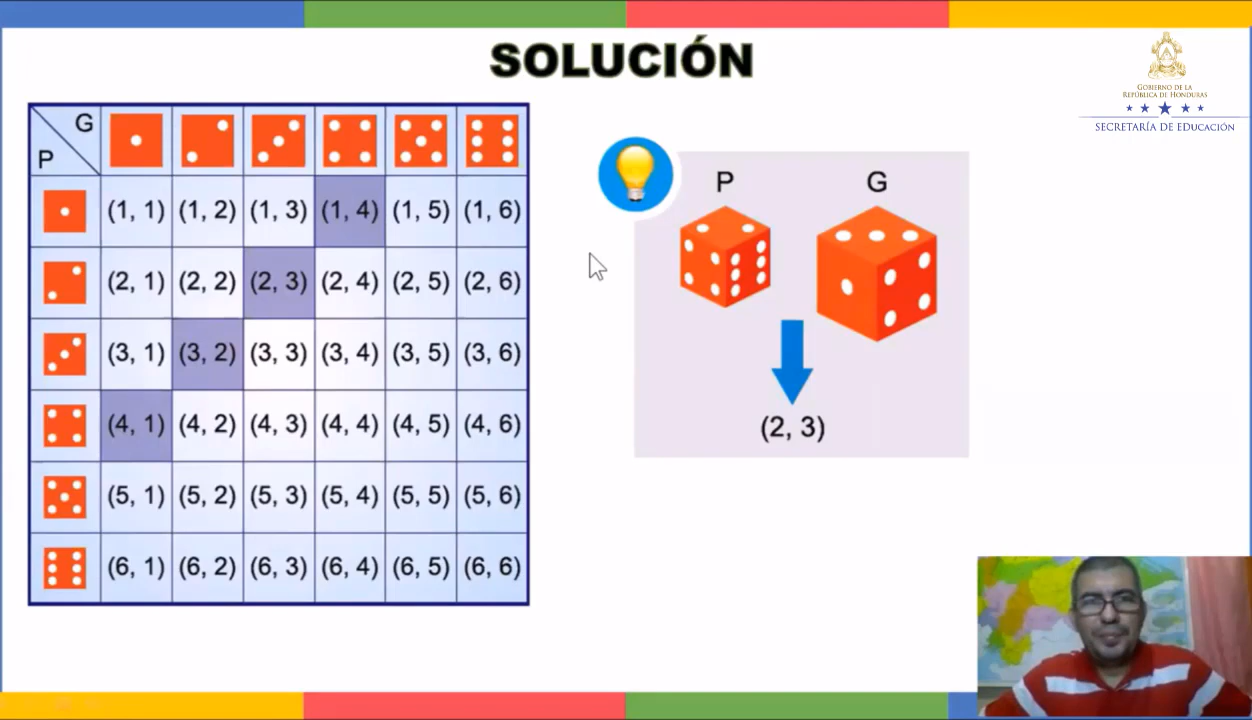 SOLUCIÓN
GOBIERNO DE LA
REPÚBLICA DE HONDURAS
SECRETARÍA DE EDUCACIÓN
G
P
(1, 1) (1, 2) (1, 3) (1, 4) (1, 5) (1, 6)
(2, 1) (2, 2) (2, 3) (2, 4) (2, 5) (2, 6)
(3, 1) (3, 2) (3, 3) (3, 4) (3, 5) (3, 6)
(4, 1) (4, 2) (4, 3) (4, 4) (4, 5) (4, 6)
(5, 1) (5, 2) (5, 3) (5, 4) (5, 5) (5, 6)
(6, 1) (6, 2) (6, 3) (6, 4) (6, 5) (6, 6)
P G
(2, 3)